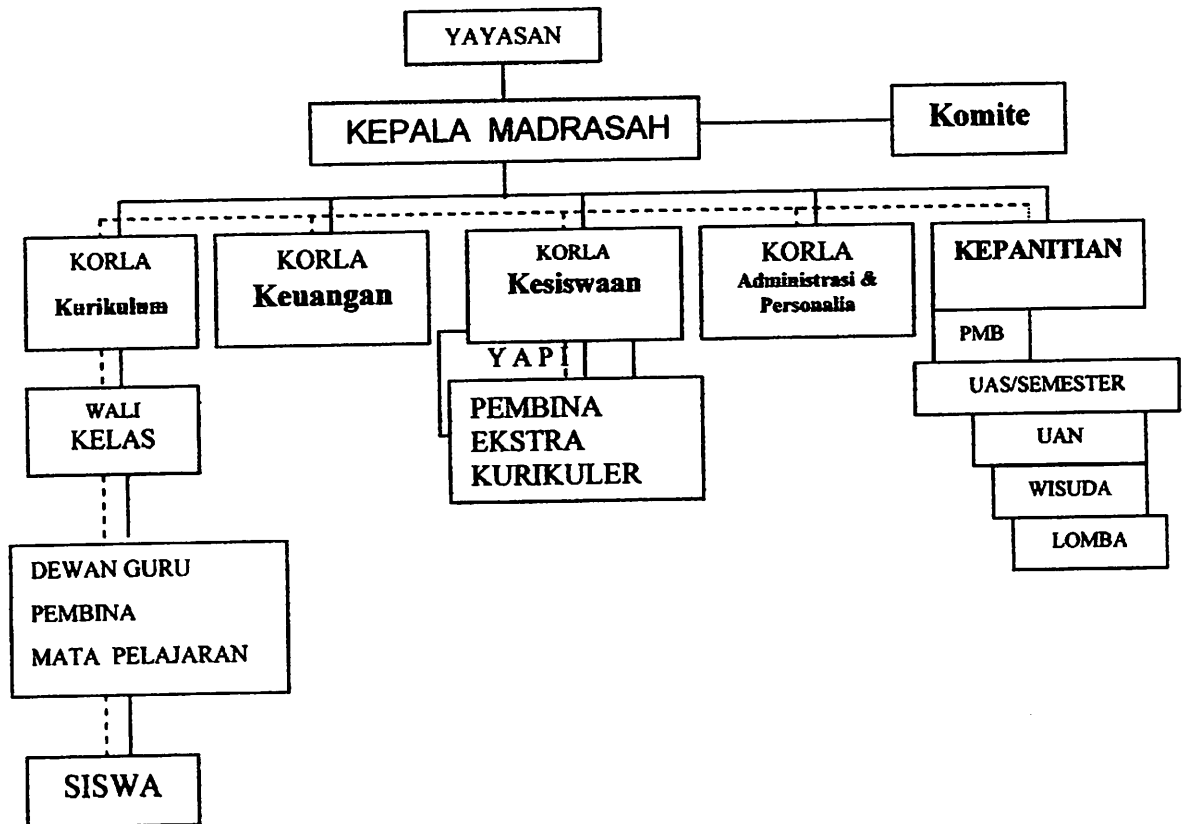 YAYASAN
KEPALA MADRASAH
Komite
KORLA
Kurikulum
KORLA
Keuangan
KORLA
Kesiswaan
KORLA
Administrasi &
Personalia
KEPANITIAN
PMB
UAS/SEMESTER
UAN
WISUDA
LOMBA
Y A P I
PEMBINA
EKSTRA
KURIKULER
WALI
KELAS
DEWAN GURU
PEMBINA
MATA PELAJARAN
SISWA